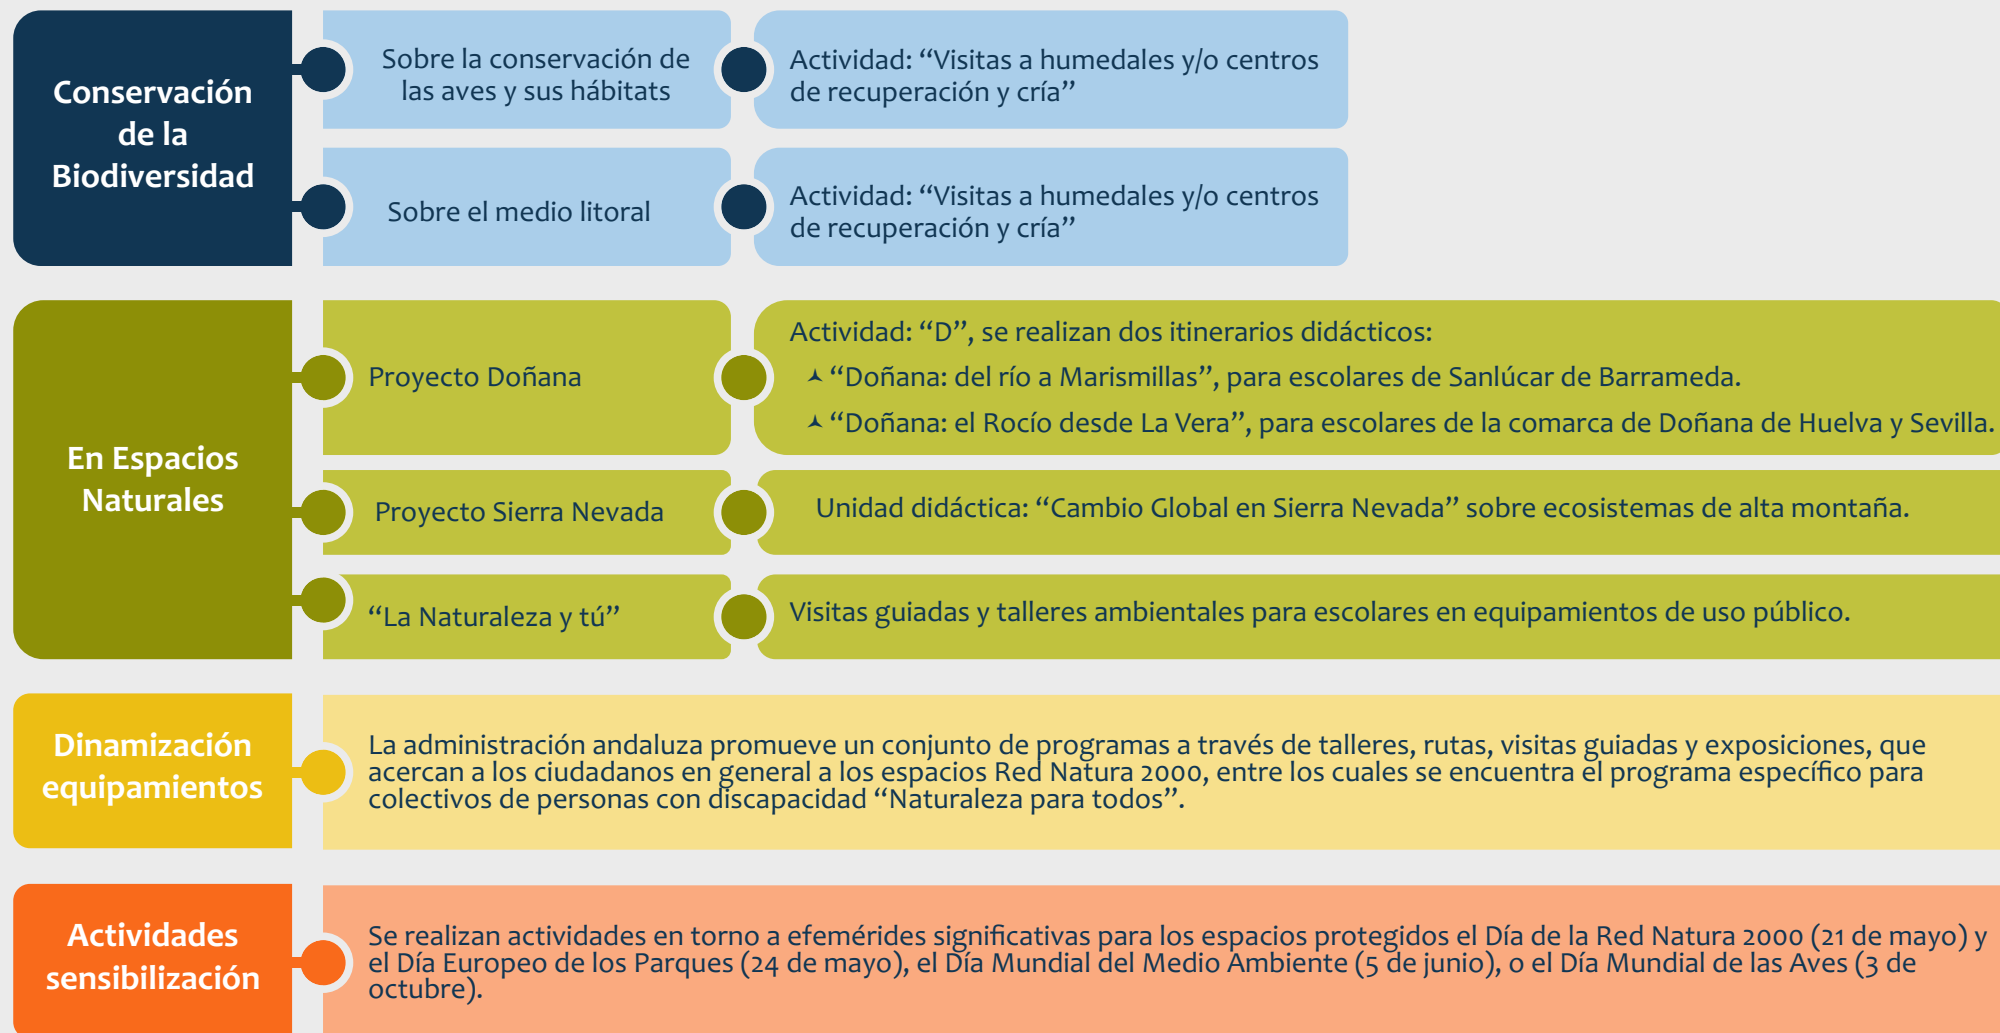 Conservación
de la
Biodiversidad
Sobre la conservación de
las aves y sus hábitats
Actividad: “Visitas a humedales y/o centros
de recuperación y cría”
Sobre el medio litoral
Actividad: “Visitas a humedales y/o centros
de recuperación y cría”
En Espacios
Naturales
Proyecto Doñana
Actividad: “D”, se realizan dos itinerarios didácticos:
“Doñana: del río a Marismillas”, para escolares de Sanlúcar de Barrameda.
“Doñana: el Rocío desde La Vera”, para escolares de la comarca de Doñana de Huelva y Sevilla.
Proyecto Sierra Nevada
Unidad didáctica: “Cambio Global en Sierra Nevada” sobre ecosistemas de alta montaña.
“La Naturaleza y tú”
Visitas guiadas y talleres ambientales para escolares en equipamientos de uso público.
Dinamización
equipamientos
La administración andaluza promueve un conjunto de programas a través de talleres, rutas, visitas guiadas y exposiciones, que
acercan a los ciudadanos en general a los espacios Red Natura 2000, entre los cuales se encuentra el programa específico para
colectivos de personas con discapacidad “Naturaleza para todos”.
Actividades
sensibilización
Se realizan actividades en torno a efemérides significativas para los espacios protegidos el Día de la Red Natura 2000 (21 de mayo) y
el Día Europeo de los Parques (24 de mayo), el Día Mundial del Medio Ambiente (5 de junio), o el Día Mundial de las Aves (3 de
octubre).